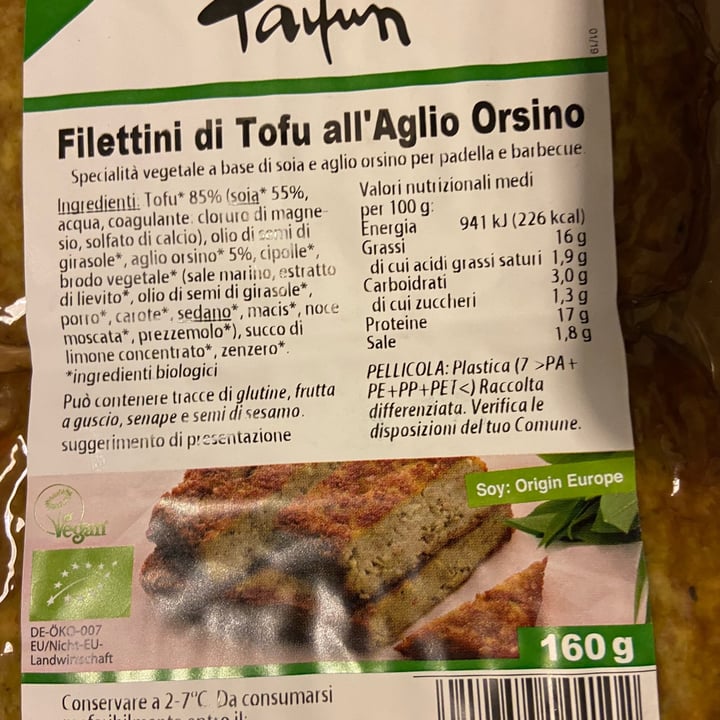 Taifun
01/19
Filettini di Tofu all'Aglio Orsino
Specialità vegetale a base di soia e aglio orsino per padella e barbecue.
Ingredienti: Tofu* 85% (soia* 55%,
acqua, coagulante: cloruro di magne-
sio, solfato di calcio), olio di semi di
girasole*, aglio orsino* 5%, cipolle*,
brodo vegetale* (sale marino, estratto
di lievito*, olio di semi di girasole*,
porro*, carote*, sedano*, macis*, noce
moscata*, prezzemolo*), succo di
limone concentrato*, zenzero*.
*ingredienti biologici
Può contenere tracce di glutine, frutta
a guscio, senape e semi di sesamo.
suggerimento di presentazione
Valori nutrizionali medi
per 100 g:
Energia 941 kJ (226 kcal)
Grassi 16 g
di cui acidi grassi saturi 1,9 g
Carboidrati 3,0 g
di cui zuccheri 1,3 g
Proteine 17 g
Sale 1,8 g
PELLICOLA: Plastica (7 >PA+
PE+PP+PET<) Raccolta
differenziata. Verifica le
disposizioni del tuo Comune.
Soy: Origin Europe
Vegan
DE-ÖKO-007
EU/Nicht-EU-
Landwirtschaft
160 g
Conservare a 2-7°C. Da consumarsi